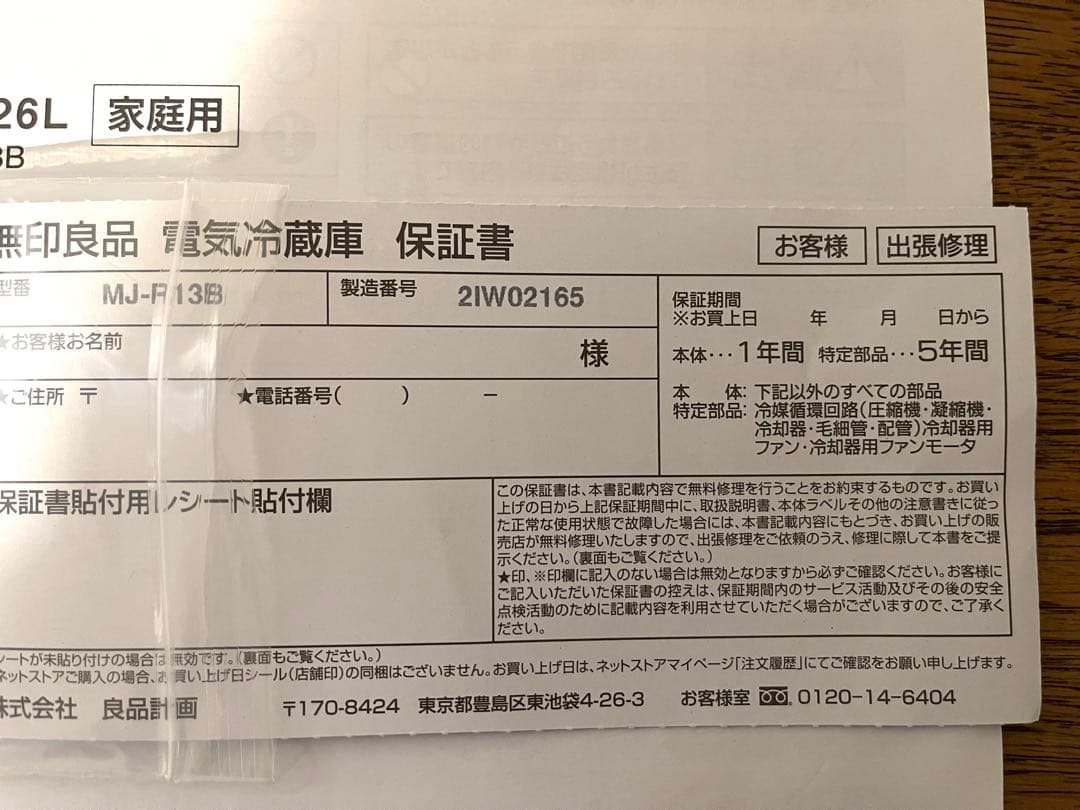 26L 家庭用
3B
無印良品 電気冷蔵庫 保証書 お客様 出張修理
型番 MJ-R13B 製造番号 2IW02165
保証期間
※お買上日 年 月 日から
本体…1年間 特定部品…5年間
本 体: 下記以外のすべての部品
特定部品: 冷媒循環回路(圧縮機・凝縮機・
冷却器・毛細管・配管)冷却器用
ファン・冷却器用ファンモータ
★お客様お名前 様
★ご住所 〒 ★電話番号( ) −
保証書貼付用レシート貼付欄
この保証書は、本書記載内容で無料修理を行うことをお約束するものです。お買い
上げの日から上記保証期間中に、取扱説明書、本体ラベルその他の注意書きに従っ
た正常な使用状態で故障した場合には、本書記載内容にもとづき、お買い上げの販
売店が無料修理いたしますので、出張修理をご依頼のうえ、修理に際して本書をご提
示ください。(裏面もご覧ください。)
★印、※印欄に記入のない場合は無効となりますから必ずご確認ください。お客様に
ご記入いただいた保証書の控えは、保証期間内のサービス活動及びその後の安全
点検活動のために記載内容を利用させていただく場合がございますので、ご了承く
ださい。
シートが未貼り付けの場合は無効です。(裏面もご覧ください。)
ネットストアご購入の場合、お買い上げ日シール(店舗印)の同梱はございません。お買い上げ日は、ネットストアマイページ「注文履歴」にてご確認をお願い申し上げます。
株式会社 良品計画 〒170-8424 東京都豊島区東池袋4-26-3 お客様室 0120-14-6404